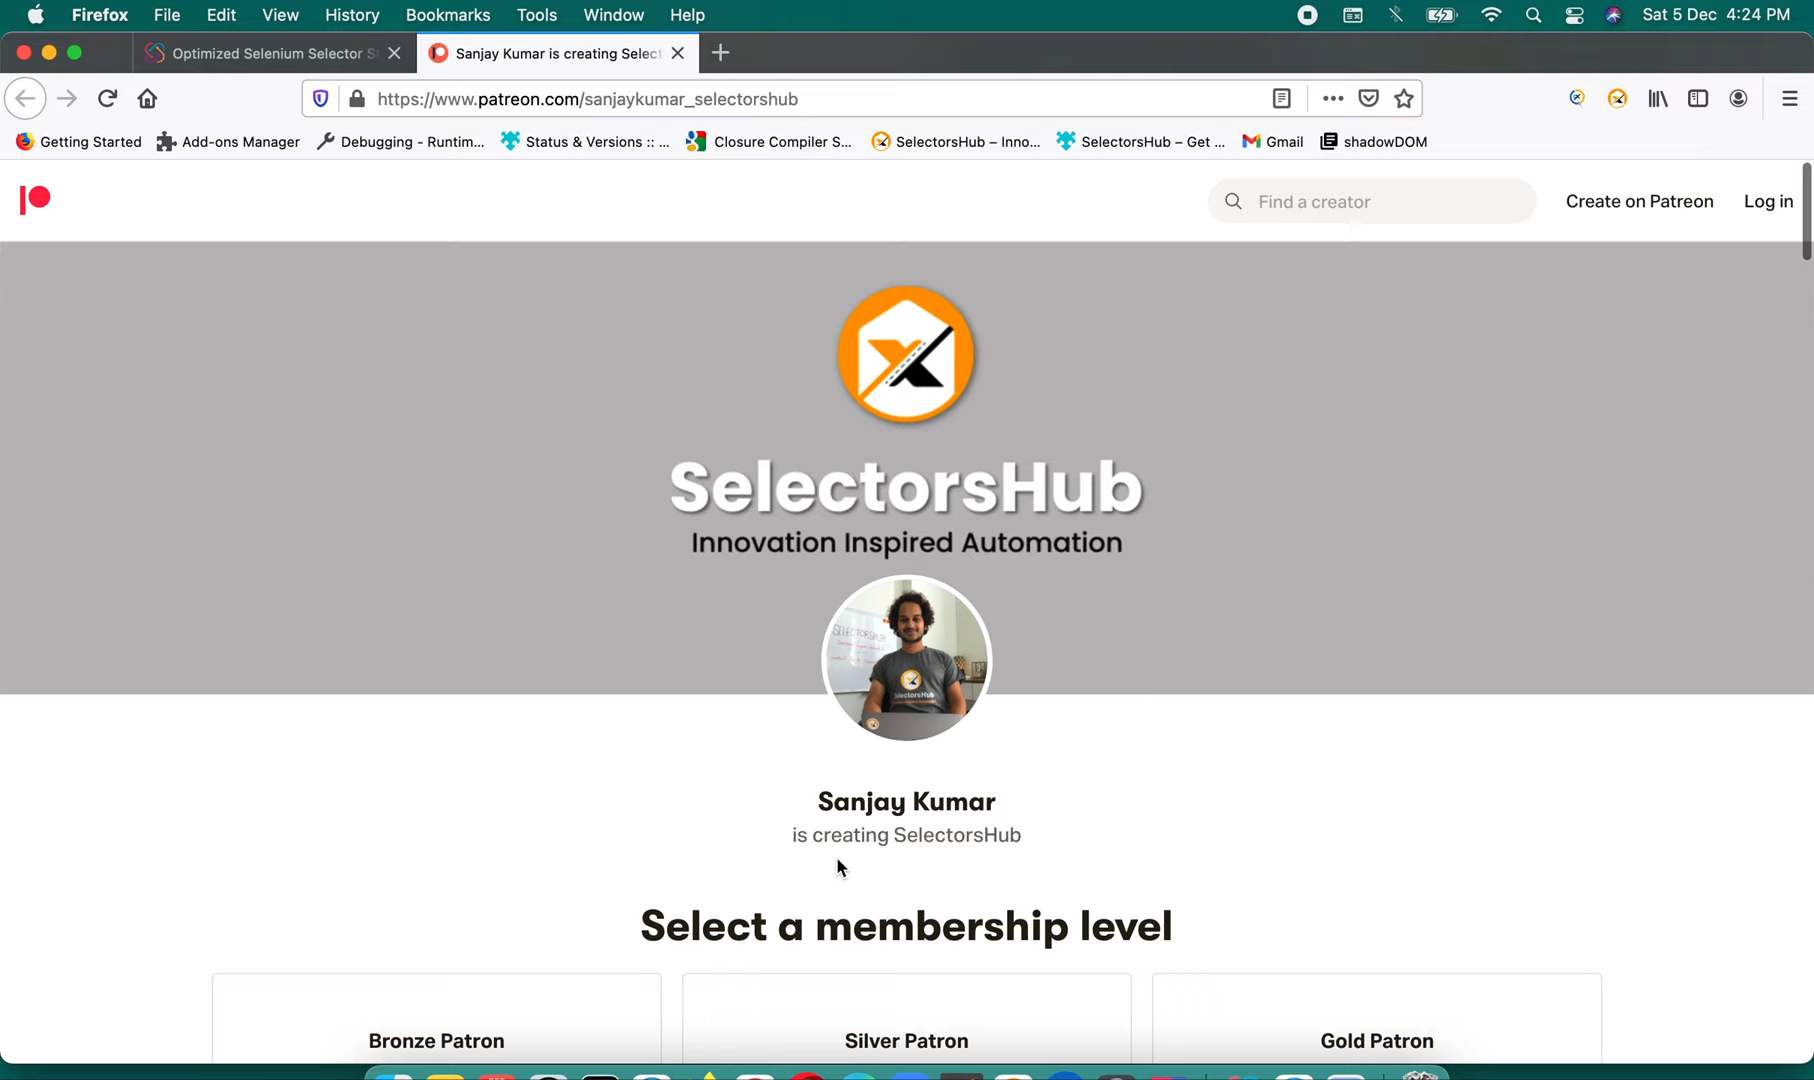 Firefox File Edit View History Bookmarks Tools Window Help Sat 5 Dec 4:24 PM
Optimized Selenium Selector S Sanjay Kumar is creating Select
https://www.patreon.com/sanjaykumar_selectorshub
Getting Started Add-ons Manager Debugging - Runtim... Status & Versions :: ... Closure Compiler S... SelectorsHub – Inno... SelectorsHub – Get ... Gmail shadowDOM
Find a creator Create on Patreon Log in
SelectorsHub
Innovation Inspired Automation
SELECTORSHUB
SelectorsHub
Sanjay Kumar
is creating SelectorsHub
Select a membership level
Bronze Patron Silver Patron Gold Patron